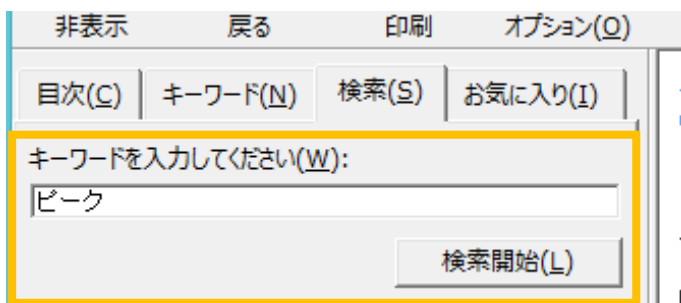 非表示 戻る 印刷 オプション(O)
目次(C) キーワード(N) 検索(S) お気に入り(I)
キーワードを入力してください(W):
ピーク
検索開始(L)